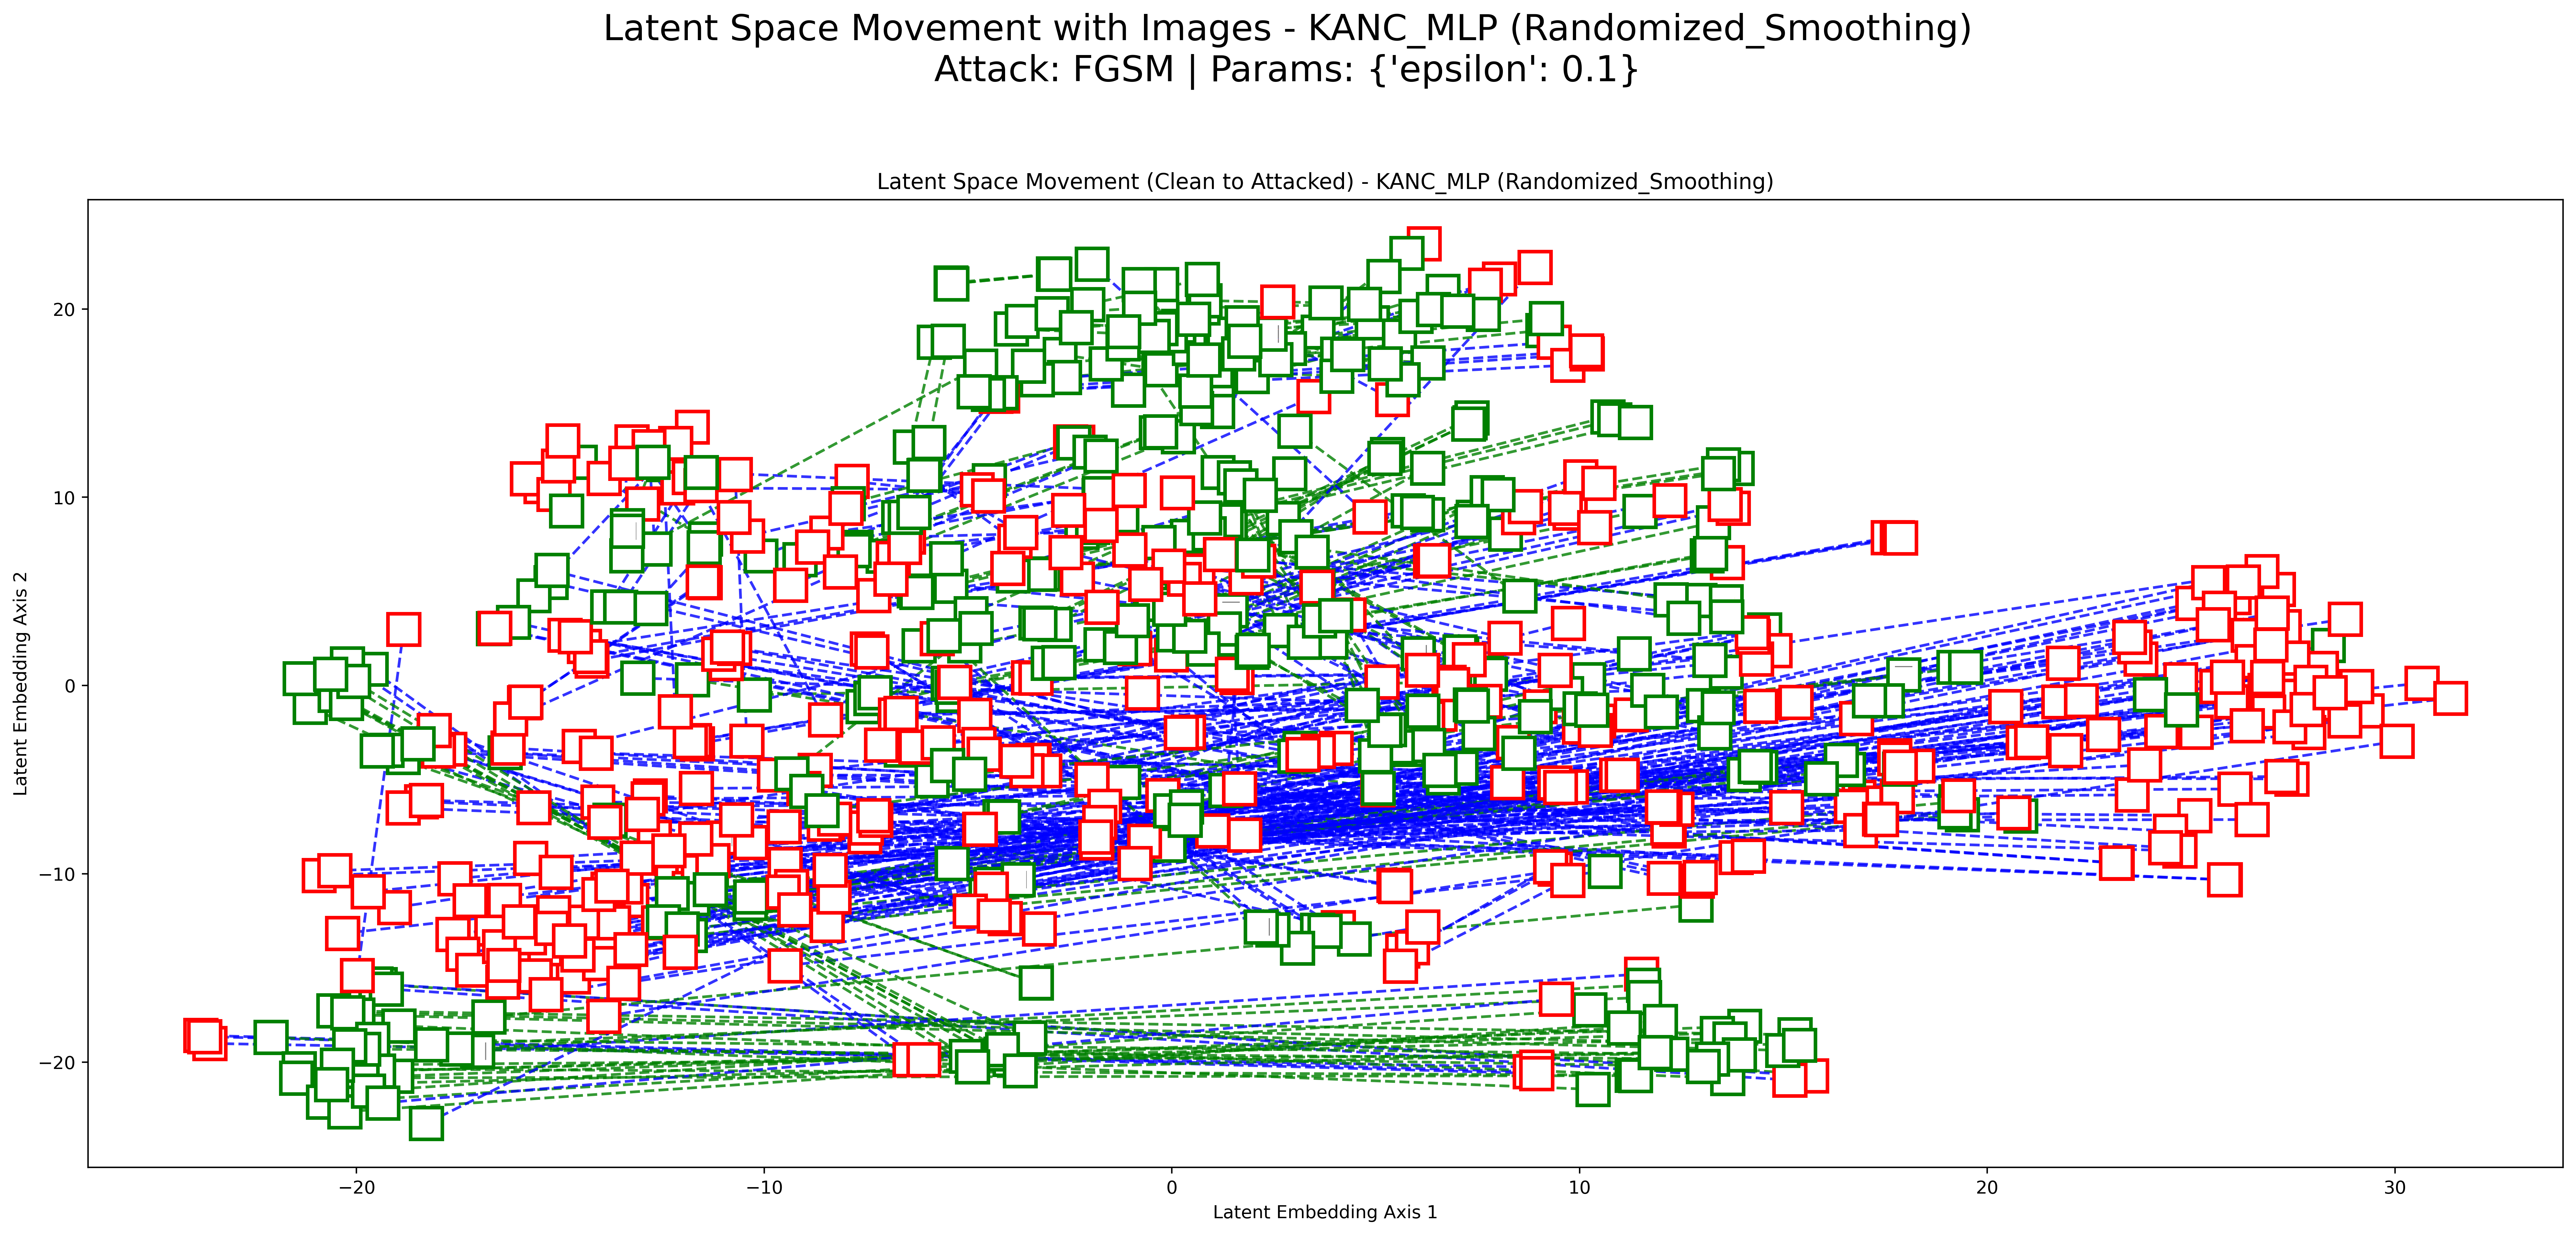 Latent Space Movement with Images - KANC_MLP (Randomized_Smoothing)
Attack: FGSM | Params: {'epsilon': 0.1}
Latent Space Movement (Clean to Attacked) - KANC_MLP (Randomized_Smoothing)
20
10
0
−10
−20
Latent Embedding Axis 2
−20
−10
0
10
20
30
Latent Embedding Axis 1